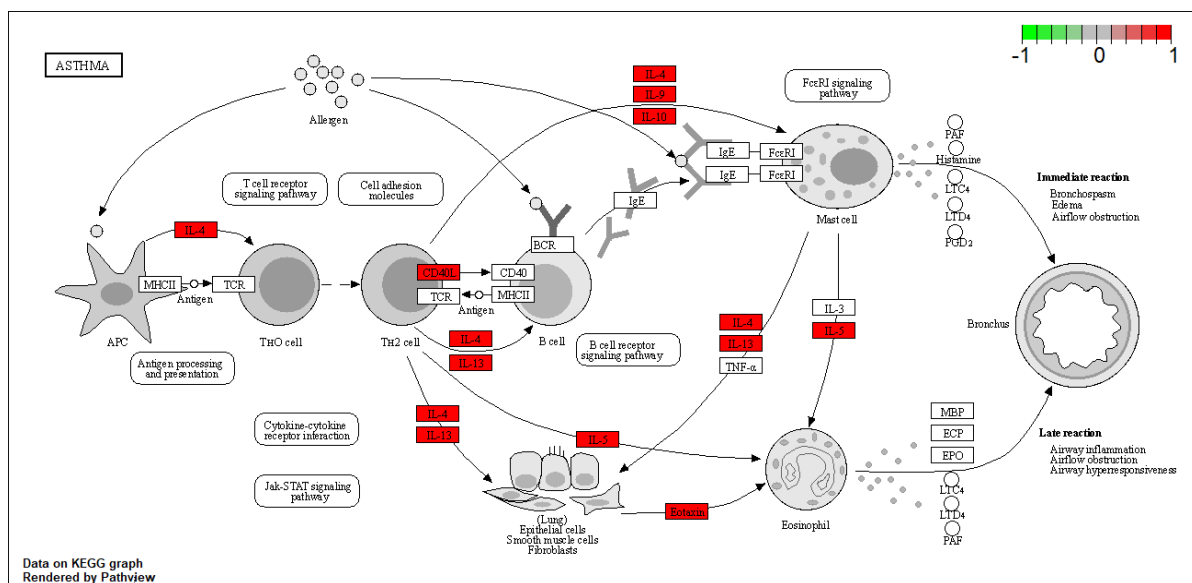 ASTHMA
-1 0 1
Allergen
IL-4
IL-9
IL-10
FcεRI signaling
pathway
T cell receptor
signaling pathway
Cell adhesion
molecules
IgE
FcεRI
IgE
FcεRI
IgE
Mast cell
PAF
Histamine
LTC4
LTD4
PGD2
Immediate reaction
Bronchospasm
Edema
Airflow obstruction
IL-4
BCR
MHCII
TCR
Antigen
CD40L
CD40
TCR
MHCII
Antigen
APC
TH0 cell
TH2 cell
B cell
IL-4
IL-13
B cell receptor
signaling pathway
Antigen processing
and presentation
IL-3
IL-5
IL-4
IL-13
TNF-α
Bronchus
Cytokine-cytokine
receptor interaction
IL-4
IL-13
IL-5
Jak-STAT signaling
pathway
(Lung)
Epithelial cells
Smooth muscle cells
Fibroblasts
Eotaxin
Eosinophil
MBP
ECP
EPO
LTC4
LTD4
PAF
Late reaction
Airway inflammation
Airflow obstruction
Airway hyperresponsiveness
Data on KEGG graph
Rendered by Pathview